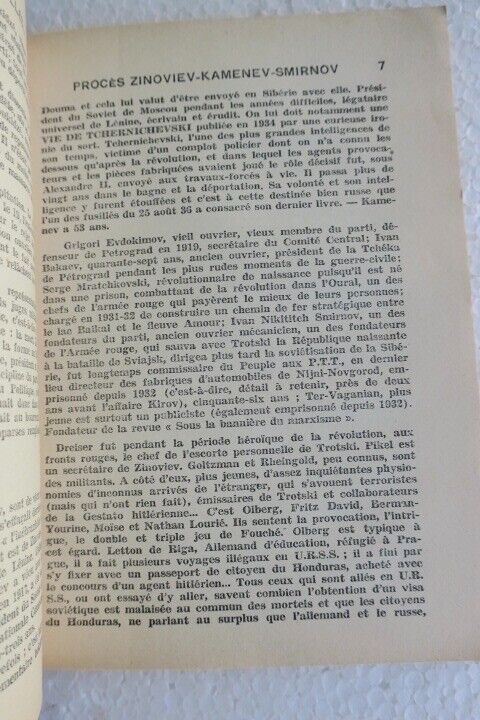 PROCÈS ZINOVIEV-KAMENEV-SMIRNOV 7
Douma et cela lui valut d'être envoyé en Sibérie avec elle. Prési-
dent du Soviet de Moscou pendant les années difficiles, légataire
universel de Lénine, écrivain et érudit. On lui doit notamment une
VIE DE TCHERNICHEVSKI publiée en 1934 par une curieuse iro-
nie du sort. Tchernichevski, l'une des plus grandes intelligences de
son temps, victime d'un complot policier dont on n'a connu les
dessous qu'après la révolution, et dans lequel les agents provoca-
teurs et les pièces fabriquées avaient joué le rôle décisif fut, sous
Alexandre II, envoyé aux travaux-forcés à vie. Il passa plus de
vingt ans dans le bagne et la déportation. Sa volonté et son intel-
ligence y furent étouffées et c'est à cette destinée bien russe que
l'un des fusillés du 25 août 36 a consacré son dernier livre. — Kame-
nev a 53 ans.
Grigori Evdokimov, vieil ouvrier, vieux membre du parti, dé-
fenseur de Petrograd en 1919, secrétaire du Comité Central; Ivan
Bakaev, quarante-sept ans, ancien ouvrier, président de la Tchéka
de Pétrograd pendant les plus rudes moments de la guerre-civile;
Serge Mratchkovski, révolutionnaire de naissance puisqu'il est né
dans une prison, combattant de la révolution dans l'Oural, un des
chefs de l'armée rouge qui payèrent le mieux de leurs personnes;
chargé en 1931-22 de construire un chemin de fer stratégique entre
le lac Baikai et le fleuve Amour; Ivan Nikititch Smirnov, un des
fondateurs du parti, ancien ouvrier mécanicien, un des fondateurs
de l'Armée rouge, qui sauva avec Trotski la République naissante
à la bataille de Sviajsk, dirigea plus tard la soviétisation de la Sibé-
rie, fut longtemps commissaire du Peuple aux P.T.T., en dernier
lieu directeur des fabriques d'automobiles de Nijni-Novgorod, em-
prisonné depuis 1932 (c'est-à-dire, détail à retenir, près de deux
ans avant l'affaire Kirov), cinquante-six ans; Ter-Vaganian, plus
jeune est surtout un publiciste (également emprisonné depuis 1932).
Fondateur de la revue « Sous la bannière du marxisme ».
Dreiser fut pendant la période héroïque de la révolution, aux
fronts rouges, le chef de l'escorte personnelle de Trotski. Pikel est
un secrétaire de Zinoviev. Goltzman et Rheingold, peu connus, sont
des militants. A côté d'eux, plus jeunes, d'assez inquiétantes physio-
nomies d'inconnus rentrés de l'étranger, qui s'avouent terroristes
(mais qui n'ont rien fait), émissaires de Trotski et collaborateurs
de la Gestato hitlérienne... C'est Olberg, Fritz David, Berman-
Yourine, Moise et Nathan Lourié. Ils sentent la provocation, l'intri-
gue, le double et triple jeu de Fouché. Olberg est typique à
cet égard. Letton de Riga, Allemand d'éducation, réfugié à Pra-
gue, il a fait plusieurs voyages illégaux en U.R.S.S.; il a fini par
s'y fixer avec un passeport de citoyen du Honduras, acheté avec
le concours d'un agent hitlérien... Tous ceux qui sont allés en U.R.
S.S., ou ont essayé d'y aller, savent combien l'obtention d'un visa
soviétique est malaisée au commun des mortels et que les citoyens
du Honduras, ne parlant au surplus que l'allemand et le russe,